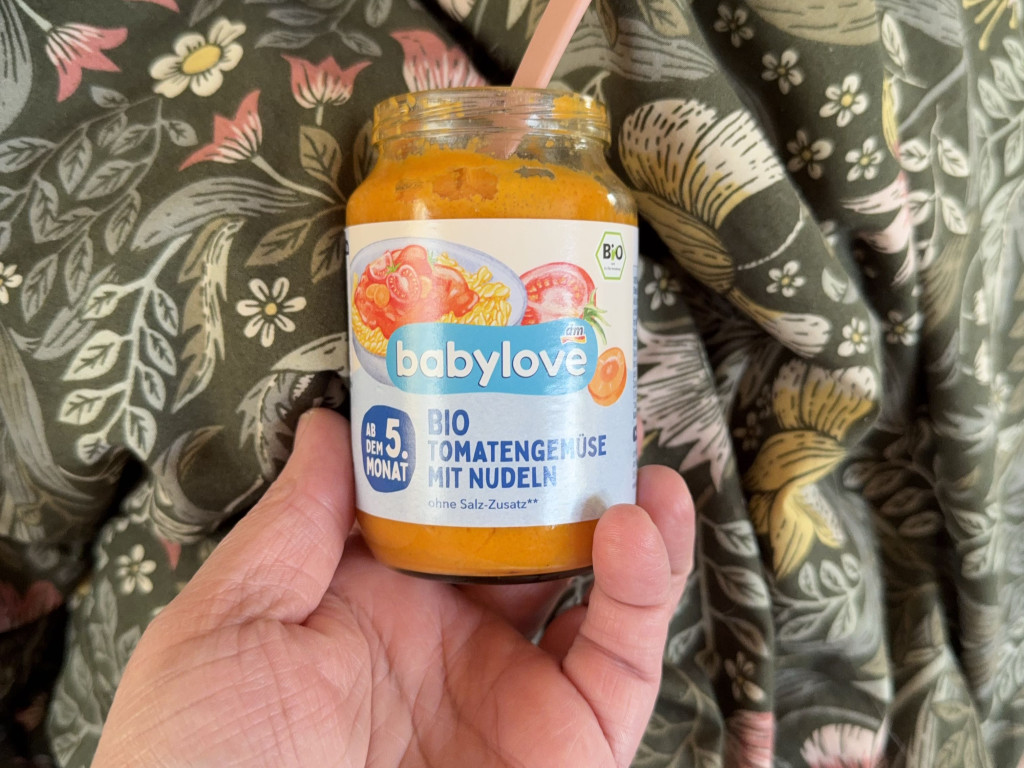 BiO
dm
babylove
AB
DEM 5.
MONAT
BIO
TOMATENGEMÜSE
MIT NUDELN
ohne Salz-Zusatz**